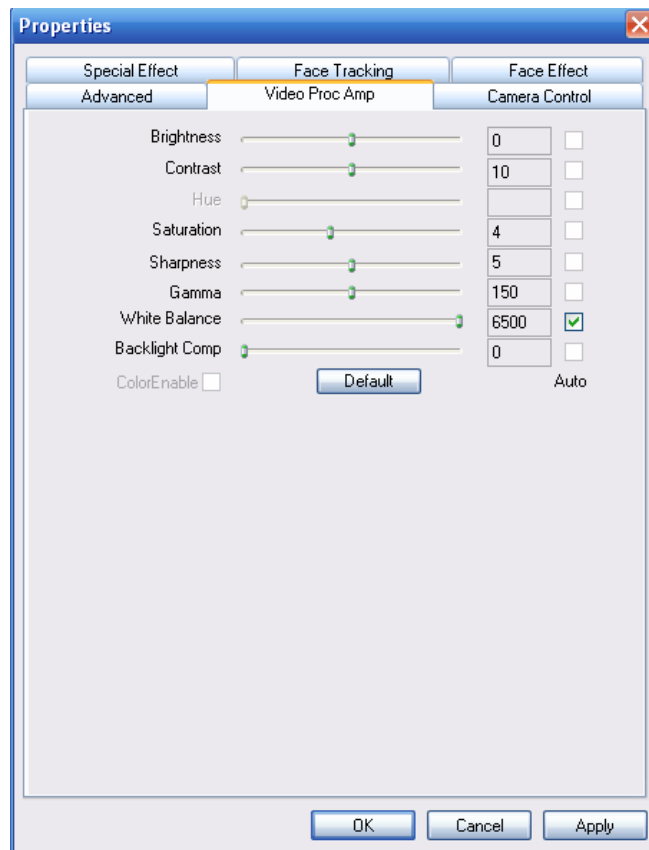 Properties
Special Effect Face Tracking Face Effect
Advanced Video Proc Amp Camera Control
Brightness 0
Contrast 10
Hue
Saturation 4
Sharpness 5
Gamma 150
White Balance 6500
Backlight Comp 0
ColorEnable Default Auto
OK Cancel Apply